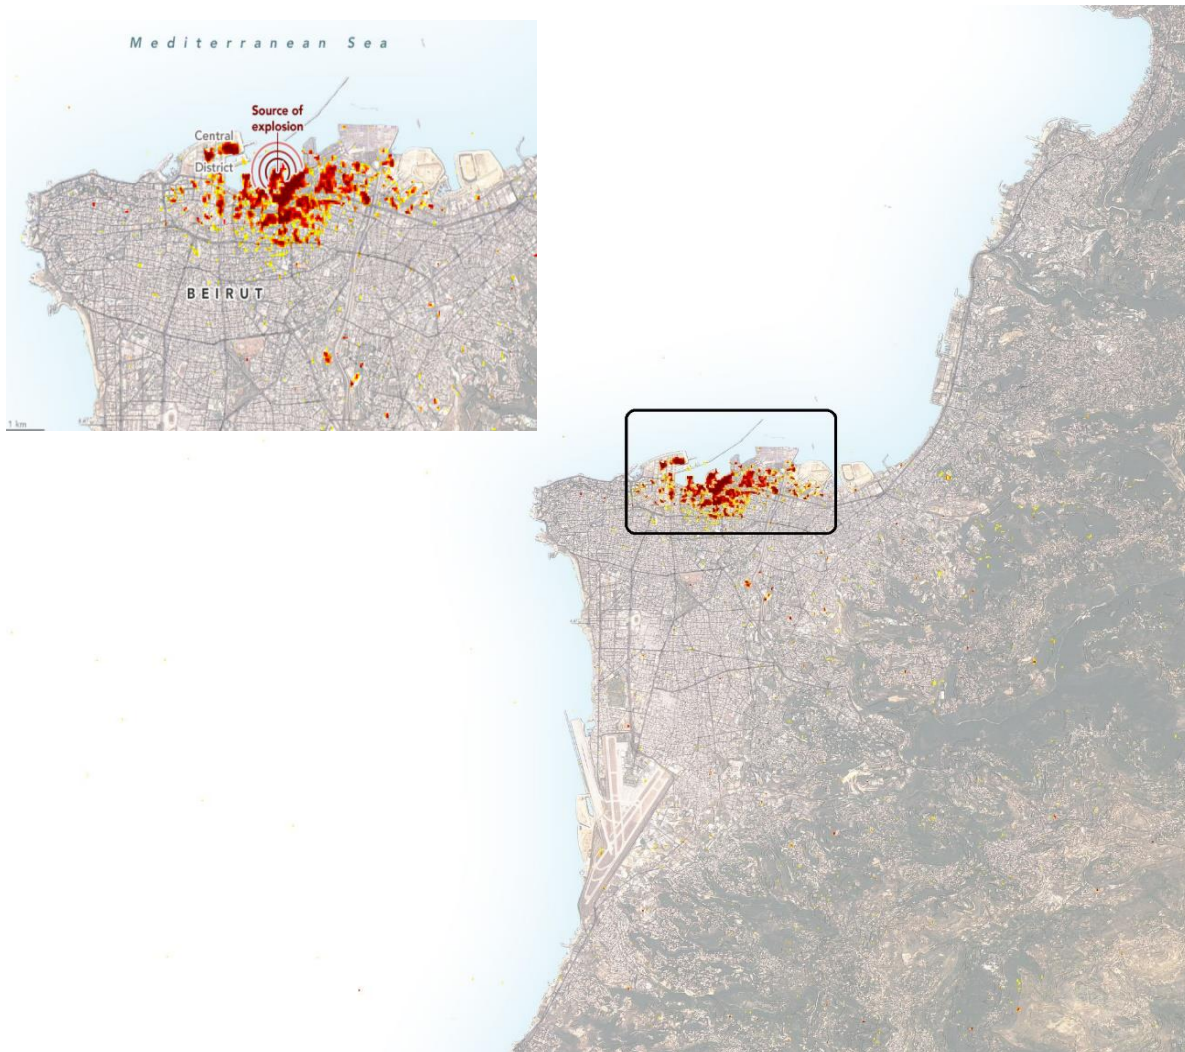 Mediterranean Sea
Source of
explosion
Central
District
BEIRUT
1 km